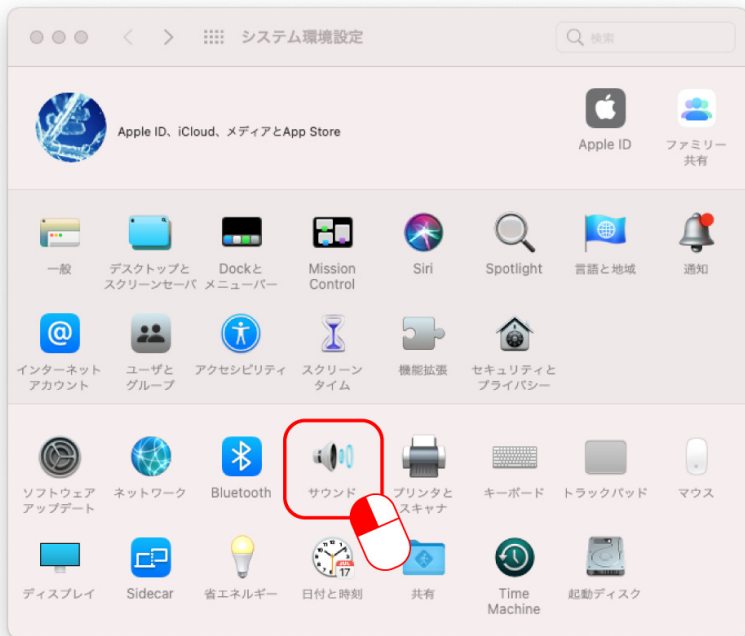 システム環境設定
検索
Apple ID、iCloud、メディアとApp Store
Apple ID
ファミリー
共有
一般
デスクトップと
スクリーンセーバ
Dockと
メニューバー
Mission
Control
Siri
Spotlight
言語と地域
通知
インターネット
アカウント
ユーザと
グループ
アクセシビリティ
スクリーン
タイム
機能拡張
セキュリティと
プライバシー
ソフトウェア
アップデート
ネットワーク
Bluetooth
サウンド
プリンタと
スキャナ
キーボード
トラックパッド
マウス
ディスプレイ
Sidecar
省エネルギー
JUL
17
日付と時刻
共有
Time
Machine
起動ディスク